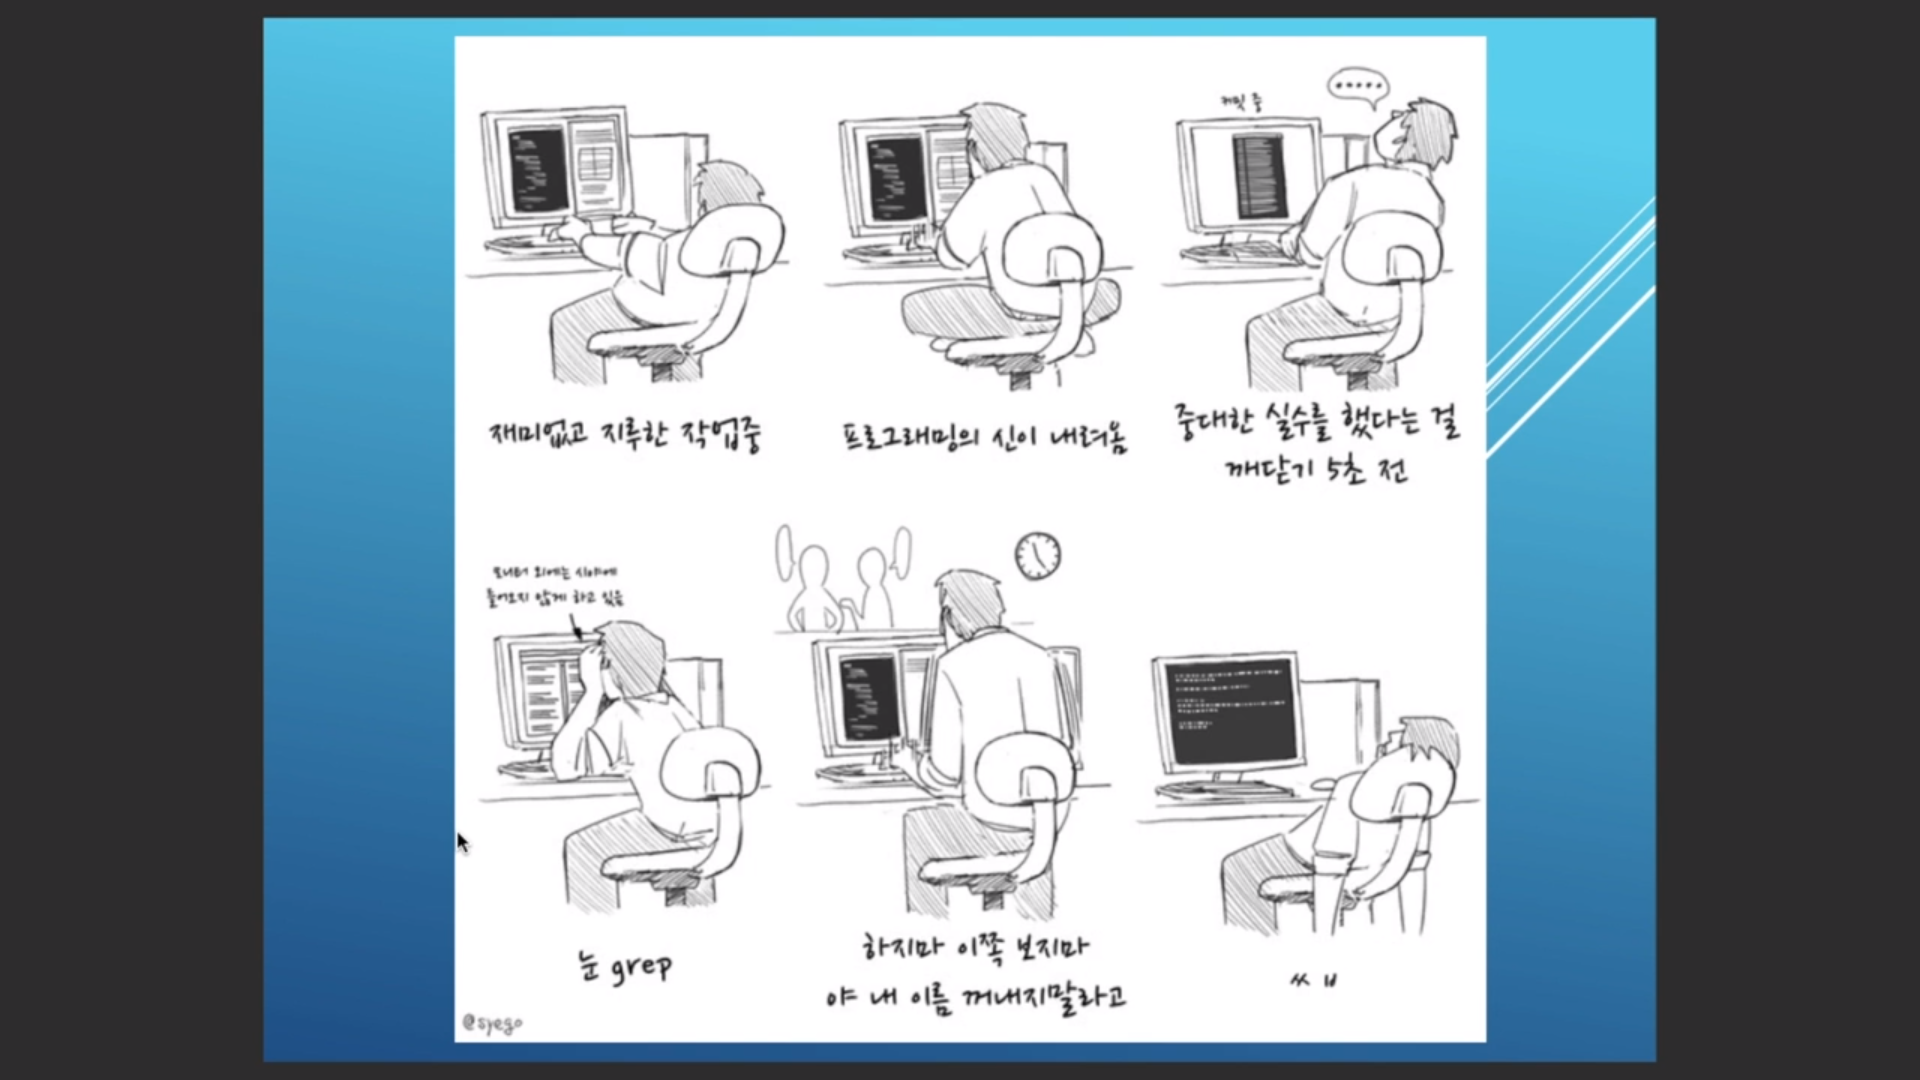 커밋 중
재미없고 지루한 작업중
프로그래밍의 신이 내려옴
중대한 실수를 했다는 걸
깨닫기 5초 전
모니터 외에는 시야에
들어오지 않게 하고 있음
눈 grep
하지마 이쪽 보지마
야 내 이름 꺼내지말라고
ㅆㅂ
@syego